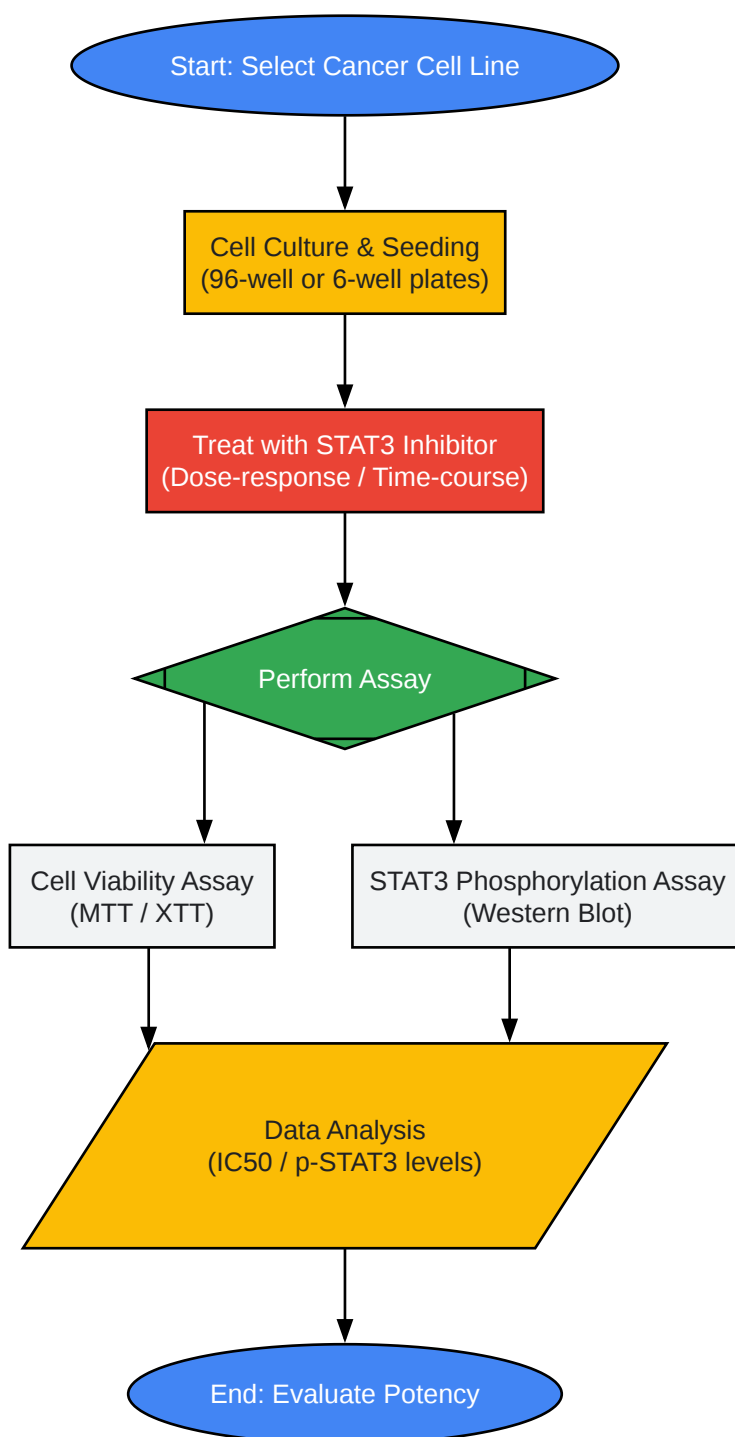 Start: Select Cancer Cell Line
Cell Culture & Seeding
(96-well or 6-well plates)
Treat with STAT3 Inhibitor
(Dose-response / Time-course)
Perform Assay
Cell Viability Assay
(MTT / XTT)
STAT3 Phosphorylation Assay
(Western Blot)
Data Analysis
(IC50 / p-STAT3 levels)
End: Evaluate Potency